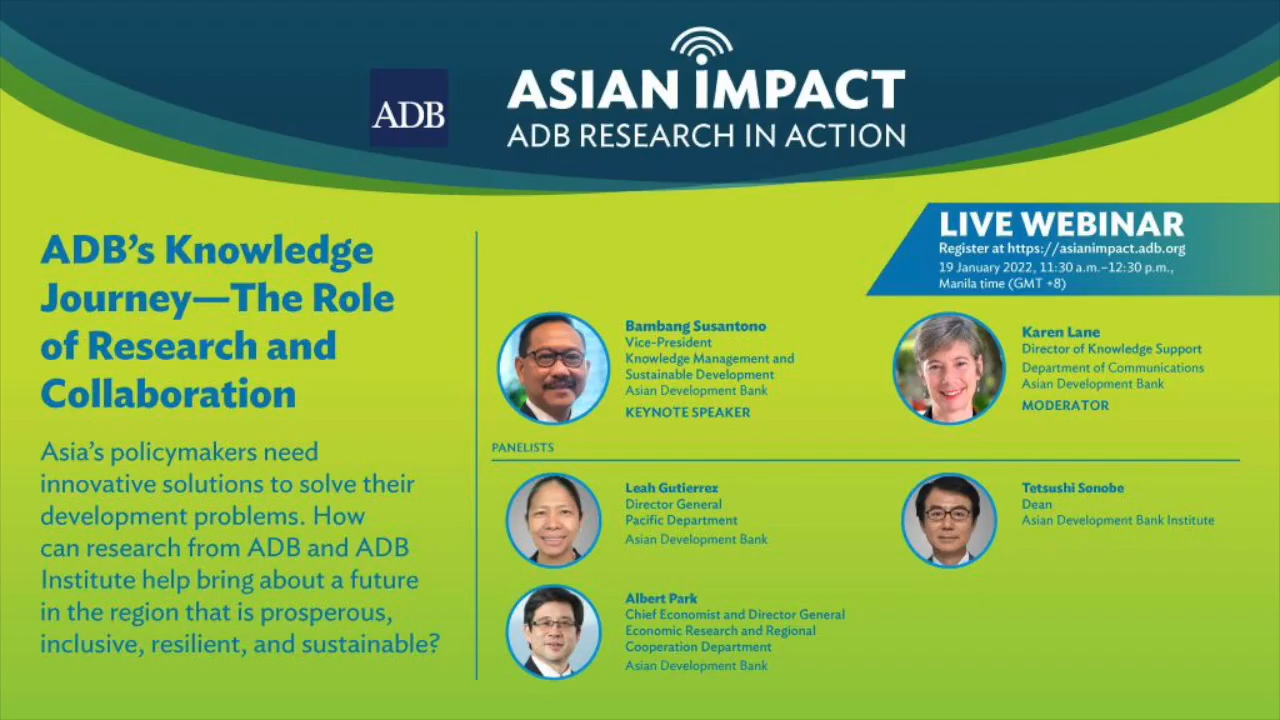 ADB
ASIAN IMPACT
ADB RESEARCH IN ACTION
LIVE WEBINAR
Register at https://asianimpact.adb.org
19 January 2022, 11:30 a.m.–12:30 p.m.,
Manila time (GMT +8)
ADB’s Knowledge
Journey—The Role
of Research and
Collaboration
Asia’s policymakers need
innovative solutions to solve their
development problems. How
can research from ADB and ADB
Institute help bring about a future
in the region that is prosperous,
inclusive, resilient, and sustainable?
Bambang Susantono
Vice-President
Knowledge Management and
Sustainable Development
Asian Development Bank
KEYNOTE SPEAKER
Karen Lane
Director of Knowledge Support
Department of Communications
Asian Development Bank
MODERATOR
PANELISTS
Leah Gutierrez
Director General
Pacific Department
Asian Development Bank
Tetsushi Sonobe
Dean
Asian Development Bank Institute
Albert Park
Chief Economist and Director General
Economic Research and Regional
Cooperation Department
Asian Development Bank